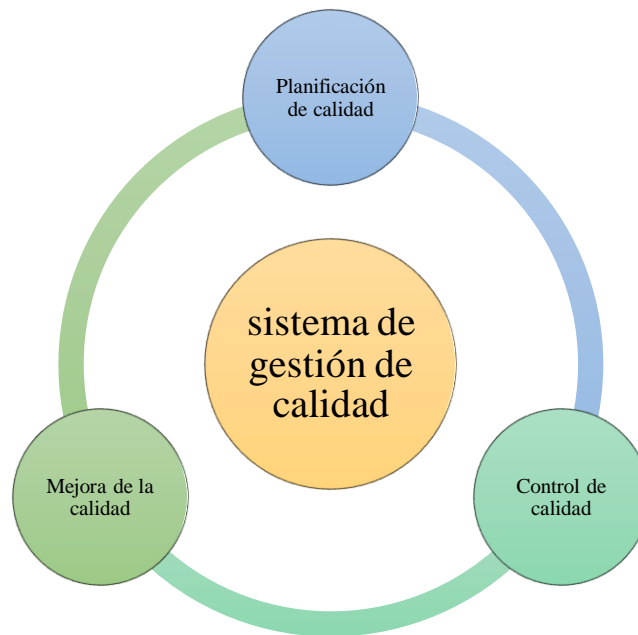 Planificación
de calidad
sistema de
gestión de
calidad
Mejora de la
calidad
Control de
calidad